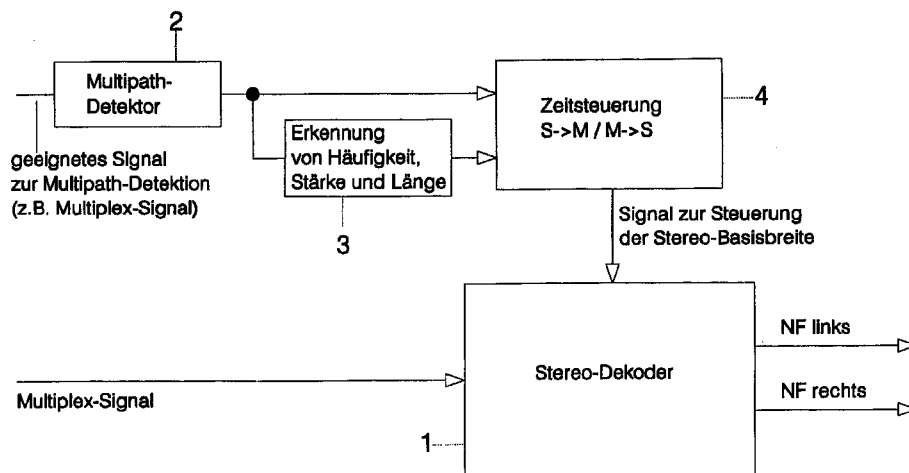 2
Multipath-
Detektor
geeignetes Signal
zur Multipath-Detektion
(z.B. Multiplex-Signal)
Erkennung
von Häufigkeit,
Stärke und Länge
3
Zeitsteuerung
S->M / M->S
4
Signal zur Steuerung
der Stereo-Basisbreite
Multiplex-Signal
Stereo-Dekoder
1
NF links
NF rechts